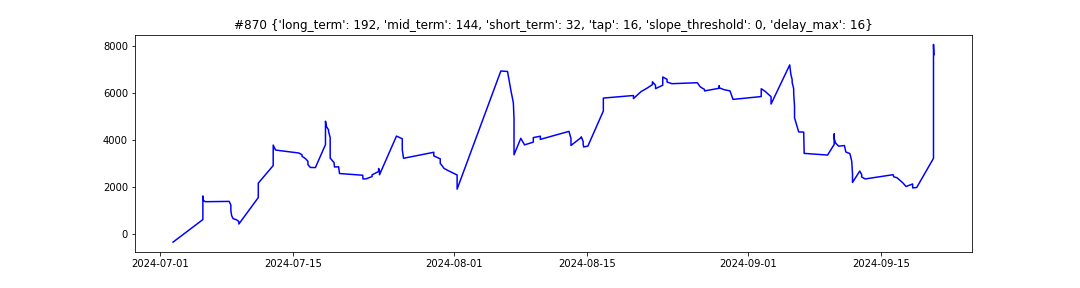 #870 {'long_term': 192, 'mid_term': 144, 'short_term': 32, 'tap': 16, 'slope_threshold': 0, 'delay_max': 16}
8000
6000
4000
2000
0
2024-07-01 2024-07-15 2024-08-01 2024-08-15 2024-09-01 2024-09-15